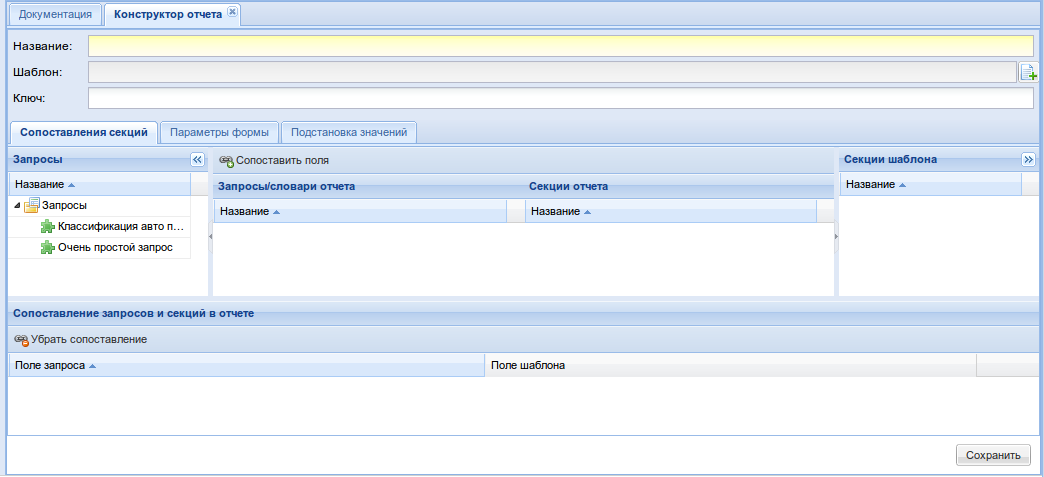 Документация Конструктор отчета
Название:
Шаблон:
Ключ:
Сопоставления секций Параметры формы Подстановка значений
Запросы
Название
Запросы
Классификация авто п...
Очень простой запрос
Сопоставить поля
Запросы/словари отчета Секции отчета
Название Название
Секции шаблона
Название
Сопоставление запросов и секций в отчете
Убрать сопоставление
Поле запроса Поле шаблона
Сохранить